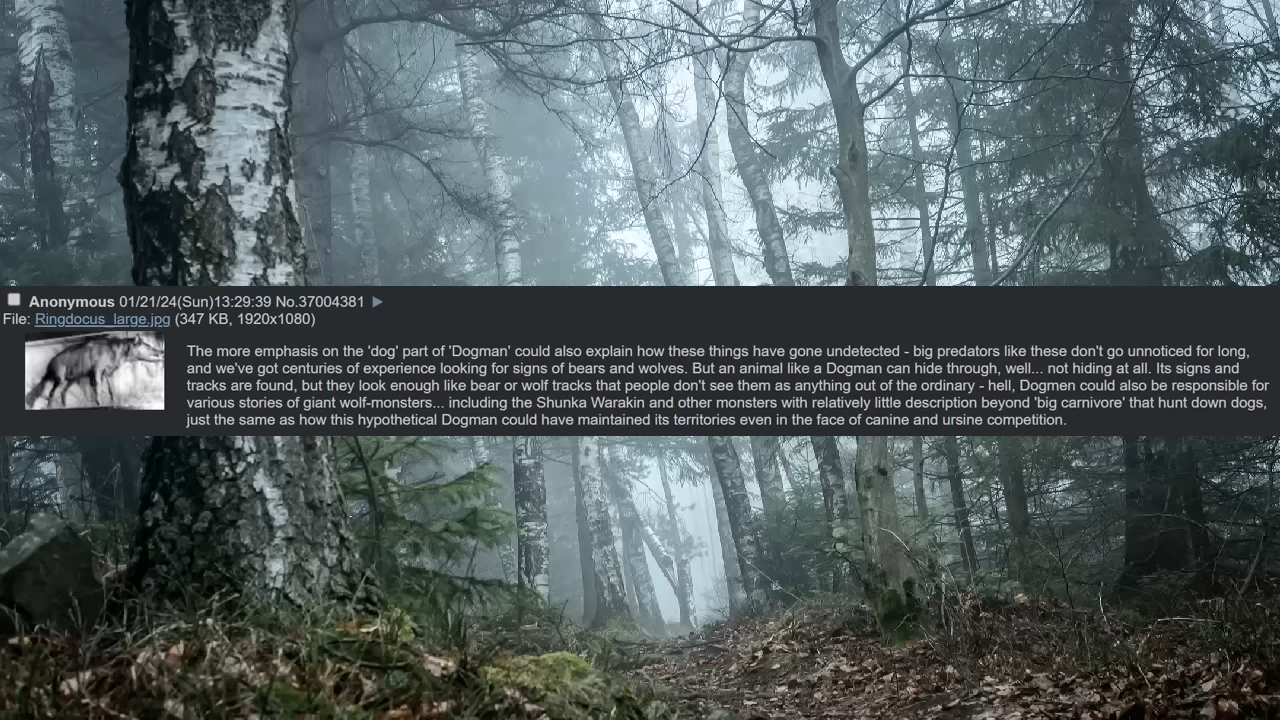 Anonymous 01/21/24(Sun)13:29:39 No.37004381
File: Ringdocus_large.jpg (347 KB, 1920x1080)
The more emphasis on the 'dog' part of 'Dogman' could also explain how these things have gone undetected - big predators like these don't go unnoticed for long,
and we've got centuries of experience looking for signs of bears and wolves. But an animal like a Dogman can hide through, well... not hiding at all. Its signs and
tracks are found, but they look enough like bear or wolf tracks that people don't see them as anything out of the ordinary - hell, Dogmen could also be responsible for
various stories of giant wolf-monsters... including the Shunka Warakin and other monsters with relatively little description beyond 'big carnivore' that hunt down dogs,
just the same as how this hypothetical Dogman could have maintained its territories even in the face of canine and ursine competition.